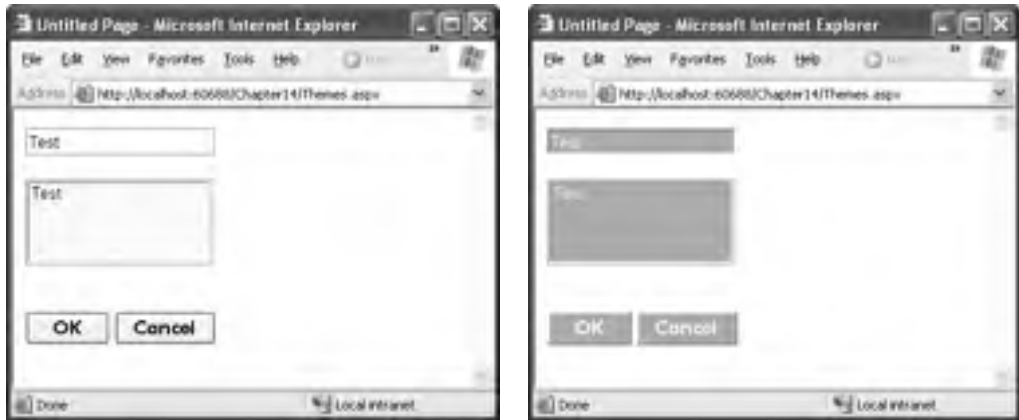 Untitled Page - Microsoft Internet Explorer
File Edit View Favorites Tools Help
Address http://localhost:60688/Chapter14/Themes.aspx
Test
Test
OK Cancel
Done Local intranet
Untitled Page - Microsoft Internet Explorer
File Edit View Favorites Tools Help
Address http://localhost:60688/Chapter14/Themes.aspx
Test
Test
OK Cancel
Done Local intranet